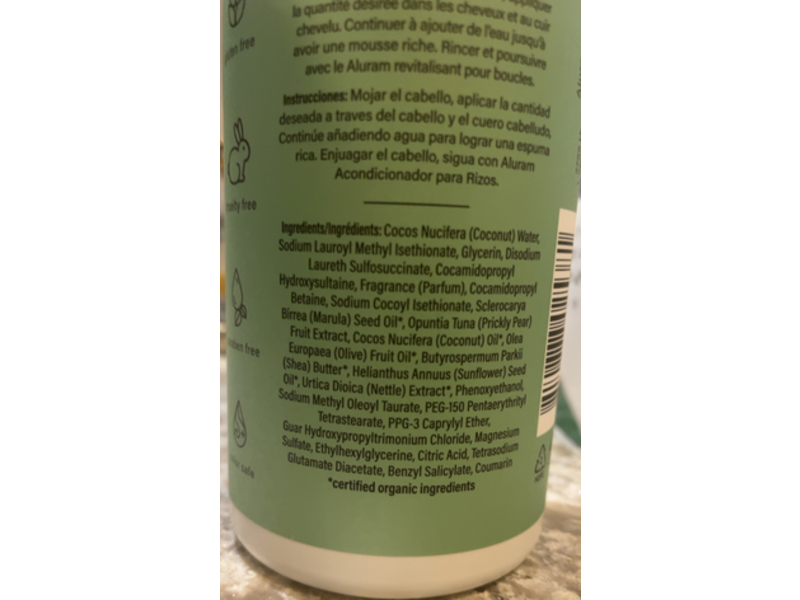 appliquer
la quantité désirée dans les cheveux et au cuir
chevelu. Continuer à ajouter de l'eau jusqu'à
avoir une mousse riche. Rincer et poursuivre
avec le Aluram revitalisant pour boucles.
Instrucciones: Mojar el cabello, aplicar la cantidad
deseada a traves del cabello y el cuero cabelludo.
Continúe añadiendo agua para lograr una espuma
rica. Enjuagar el cabello, sigua con Aluram
Acondicionador para Rizos.
Ingredients/Ingrédients: Cocos Nucifera (Coconut) Water,
Sodium Lauroyl Methyl Isethionate, Glycerin, Disodium
Laureth Sulfosuccinate, Cocamidopropyl
Hydroxysultaine, Fragrance (Parfum), Cocamidopropyl
Betaine, Sodium Cocoyl Isethionate, Sclerocarya
Birrea (Marula) Seed Oil*, Opuntia Tuna (Prickly Pear)
Fruit Extract, Cocos Nucifera (Coconut) Oil*, Olea
Europaea (Olive) Fruit Oil*, Butyrospermum Parkii
(Shea) Butter*, Helianthus Annuus (Sunflower) Seed
Oil*, Urtica Dioica (Nettle) Extract*, Phenoxyethanol,
Sodium Methyl Oleoyl Taurate, PEG-150 Pentaerythrityl
Tetrastearate, PPG-3 Caprylyl Ether,
Guar Hydroxypropyltrimonium Chloride, Magnesium
Sulfate, Ethylhexylglycerine, Citric Acid, Tetrasodium
Glutamate Diacetate, Benzyl Salicylate, Coumarin
*certified organic ingredients
gluten free
cruelty free
free
safe